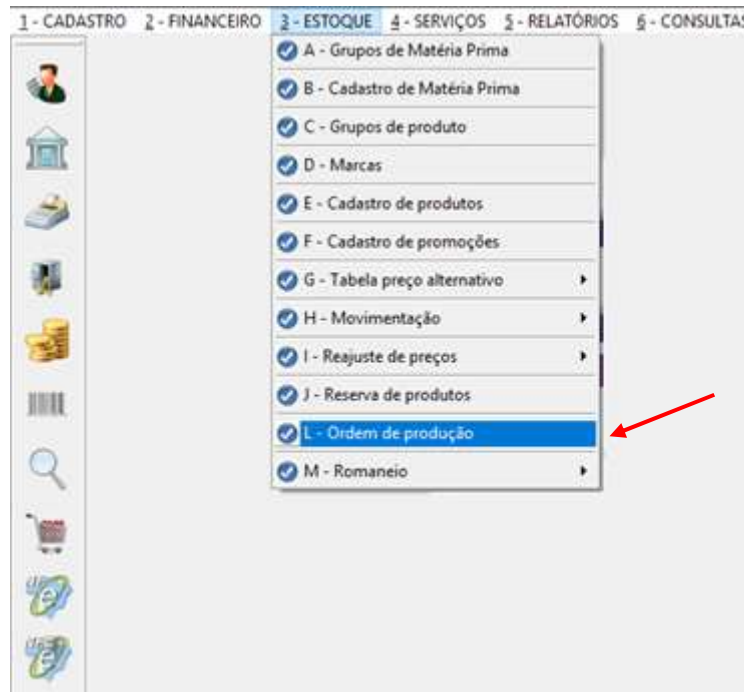 1 - CADASTRO 2 - FINANCEIRO 3 - ESTOQUE 4 - SERVIÇOS 5 - RELATÓRIOS 6 - CONSULTAS
A - Grupos de Matéria Prima
B - Cadastro de Matéria Prima
C - Grupos de produto
D - Marcas
E - Cadastro de produtos
F - Cadastro de promoções
G - Tabela preço alternativo
H - Movimentação
I - Reajuste de preços
J - Reserva de produtos
L - Ordem de produção
M - Romaneio